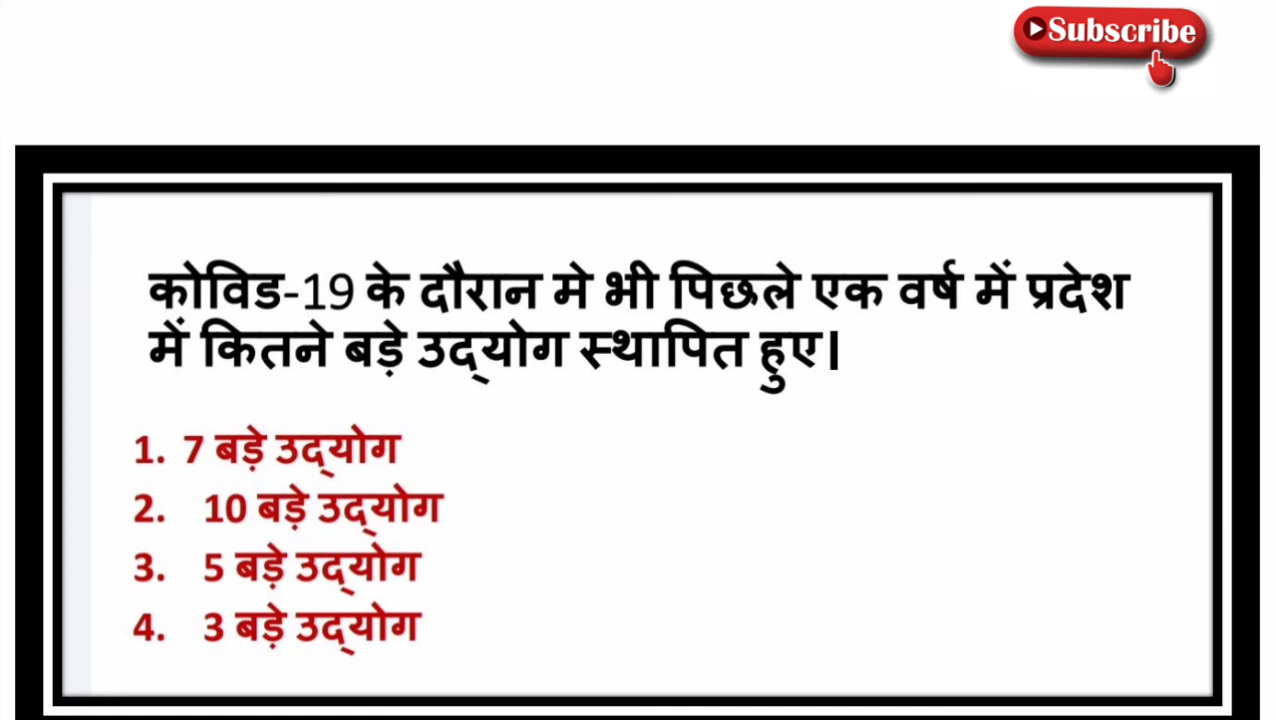 Subscribe
कोविड-19 के दौरान मे भी पिछले एक वर्ष में प्रदेश
में कितने बड़े उद्योग स्थापित हुए।
1. 7 बड़े उद्योग
2. 10 बड़े उद्योग
3. 5 बड़े उद्योग
4. 3 बड़े उद्योग